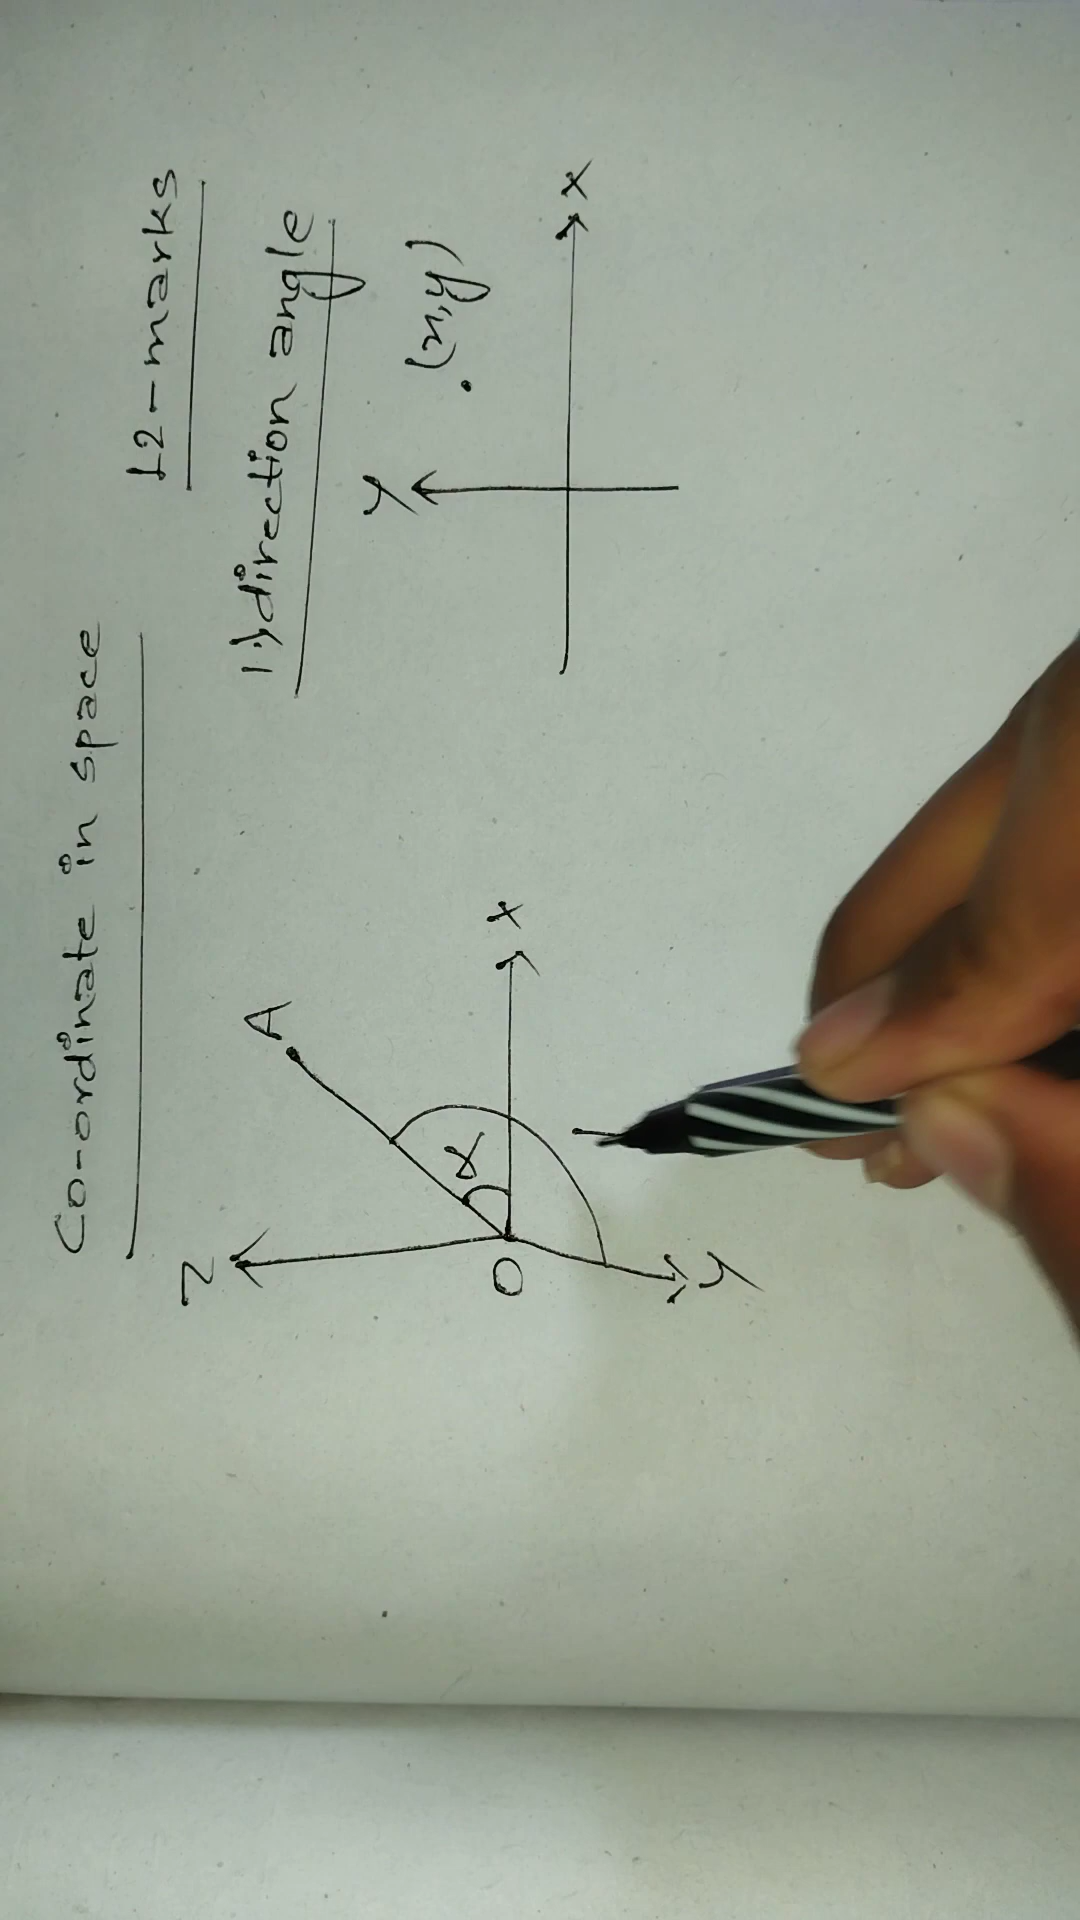 Co-ordinate in space
12-marks
1.)direction angle
Z
A
α
X
O
y
Y
.(x,y)
X